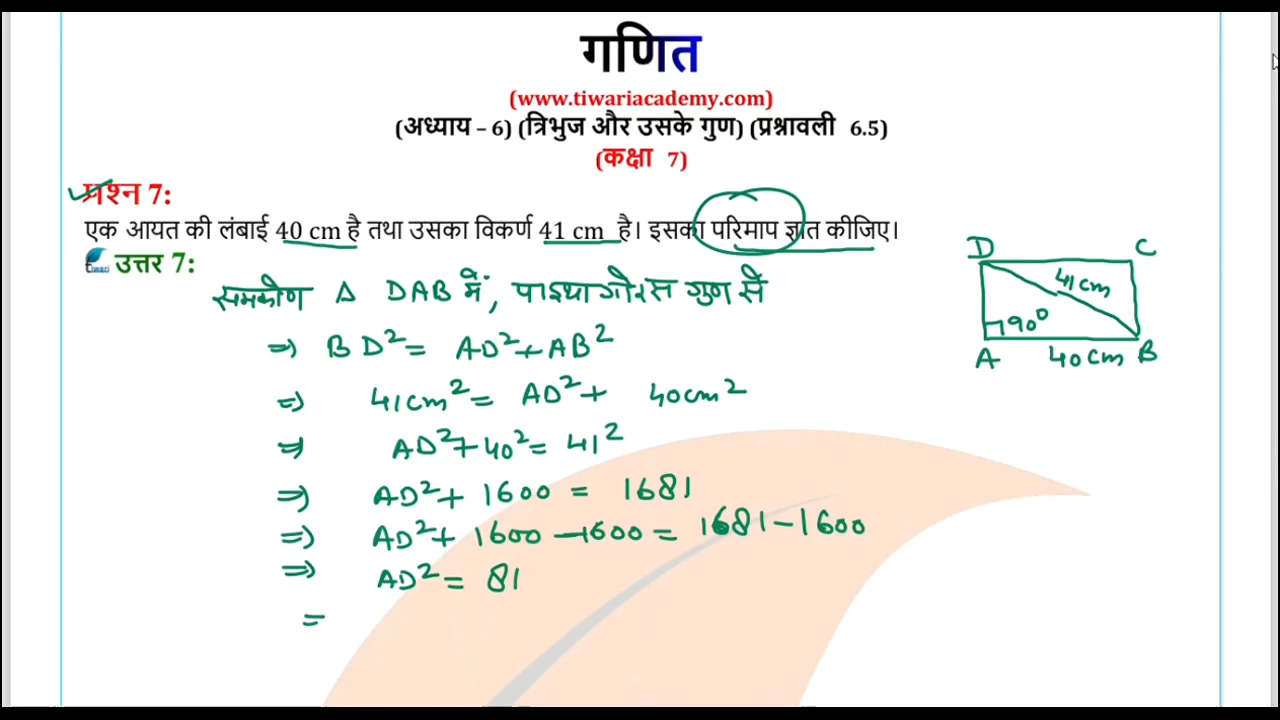 गणित
(www.tiwariacademy.com)
(अध्याय – 6) (त्रिभुज और उसके गुण) (प्रश्नावली 6.5)
(कक्षा 7)
प्रश्न 7:
एक आयत की लंबाई 40 cm है तथा उसका विकर्ण 41 cm है। इसका परिमाप ज्ञात कीजिए।
उत्तर 7:
समकोण Δ DAB में, पाइथागोरस गुण से
⇒ BD² = AD² + AB²
⇒ 41cm² = AD² + 40cm²
⇒ AD² + 40² = 41²
⇒ AD² + 1600 = 1681
⇒ AD² + 1600 − 1600 = 1681 − 1600
⇒ AD² = 81
=
D C
41cm
90°
A 40cm B